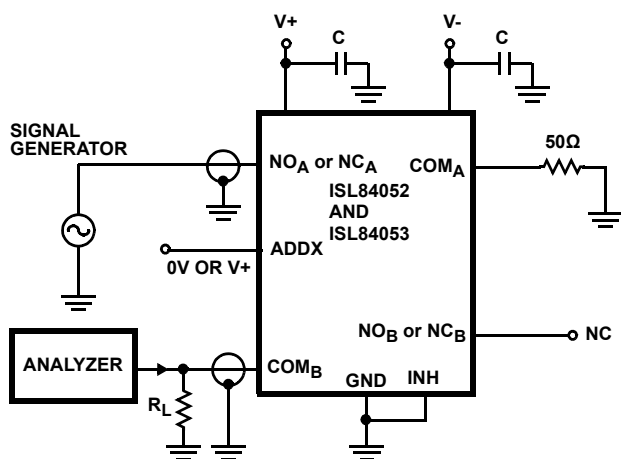 V+
C
V-
C
SIGNAL
GENERATOR
NOA or NCA
COMA
50Ω
ISL84052
AND
ISL84053
ADDX
0V OR V+
NOB or NCB
NC
ANALYZER
COMB
RL
GND
INH